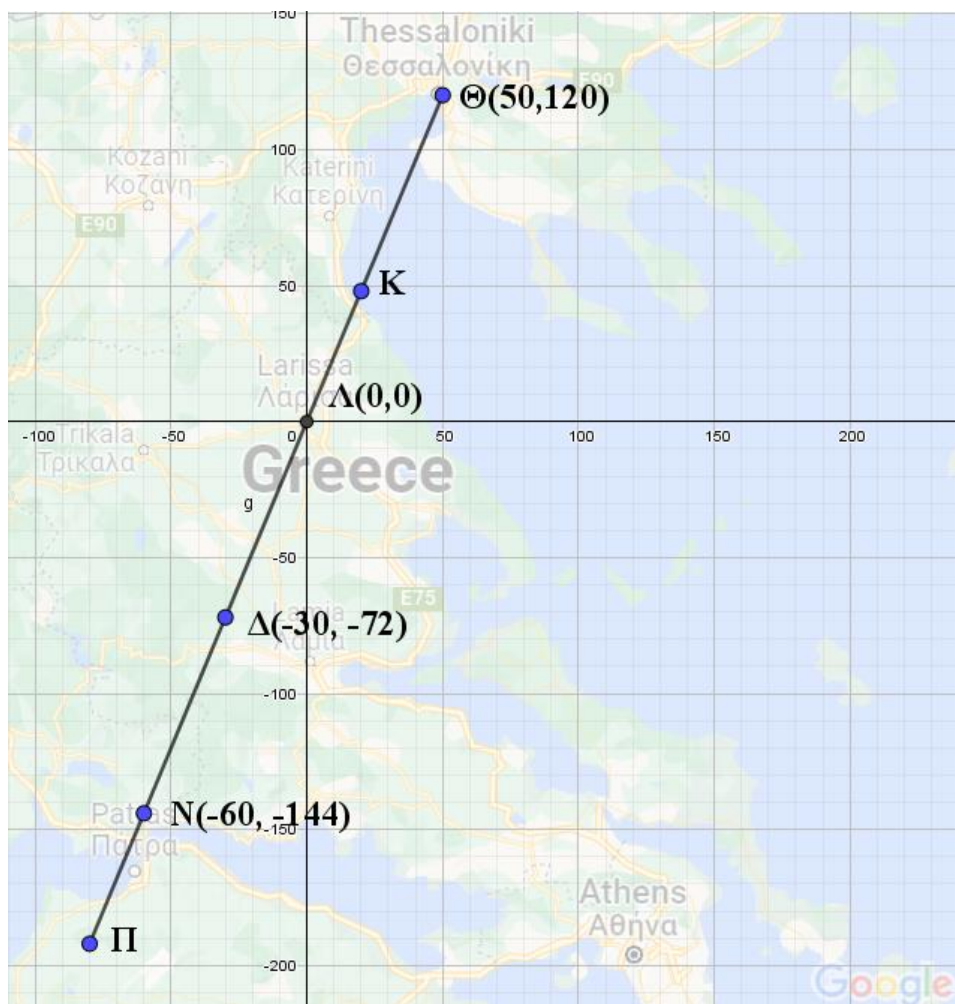 150
Thessaloniki
Θεσσαλονίκη
E90
Θ(50,120)
100
Kozani
Κοζάνη
Katerini
Κατερίνη
E90
50
K
Larissa
Λάρισα
Λ(0,0)
-100
-50
0
50
100
150
200
Trikala
Τρικαλα
Greece
g
-50
E75
Lamia
Λαμία
Δ(-30, -72)
-100
Patras
Πατρα
N(-60, -144)
-150
Athens
Αθήνα
Π
-200
Google